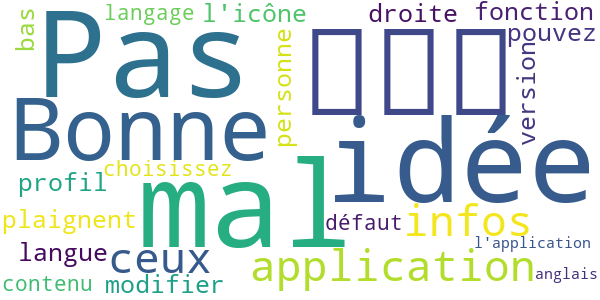 langage
l'icône
droite
fonction
bas
Pas
personne
pouvez
version
Bonne
idée
choisissez
profil
mal
plaignent
défaut
infos
langue
ceux
l'application
application
contenu
modifier
anglais